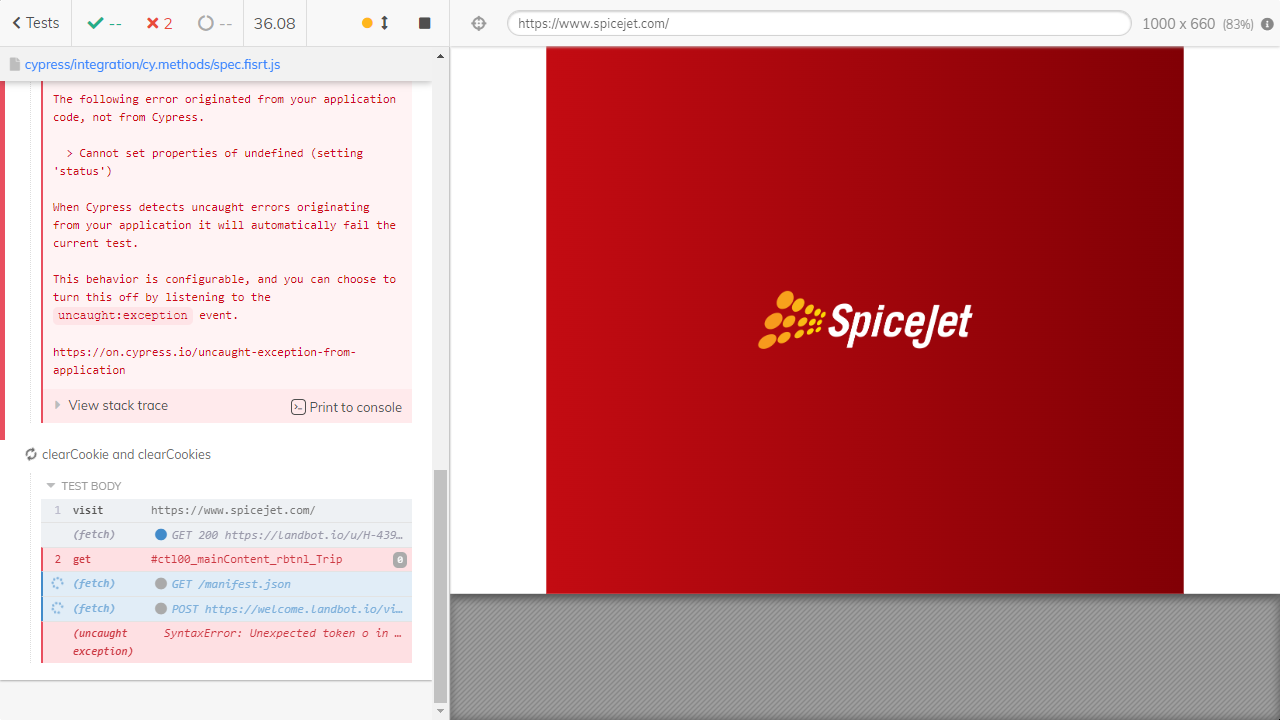 Tests
--
2
--
36.08
https://www.spicejet.com/
1000 x 660 (83%)
cypress/integration/cy.methods/spec.fisrt.js
The following error originated from your application
code, not from Cypress.
> Cannot set properties of undefined (setting
'status')
When Cypress detects uncaught errors originating
from your application it will automatically fail the
current test.
This behavior is configurable, and you can choose to
turn this off by listening to the
uncaught:exception event.
https://on.cypress.io/uncaught-exception-from-
application
View stack trace
Print to console
clearCookie and clearCookies
TEST BODY
1 visit https://www.spicejet.com/
(fetch) GET 200 https://landbot.io/u/H-439…
2 get #ctl00_mainContent_rbtnl_Trip 0
(fetch) GET /manifest.json
(fetch) POST https://welcome.landbot.io/vi…
(uncaught SyntaxError: Unexpected token o in …
exception)
SpiceJet